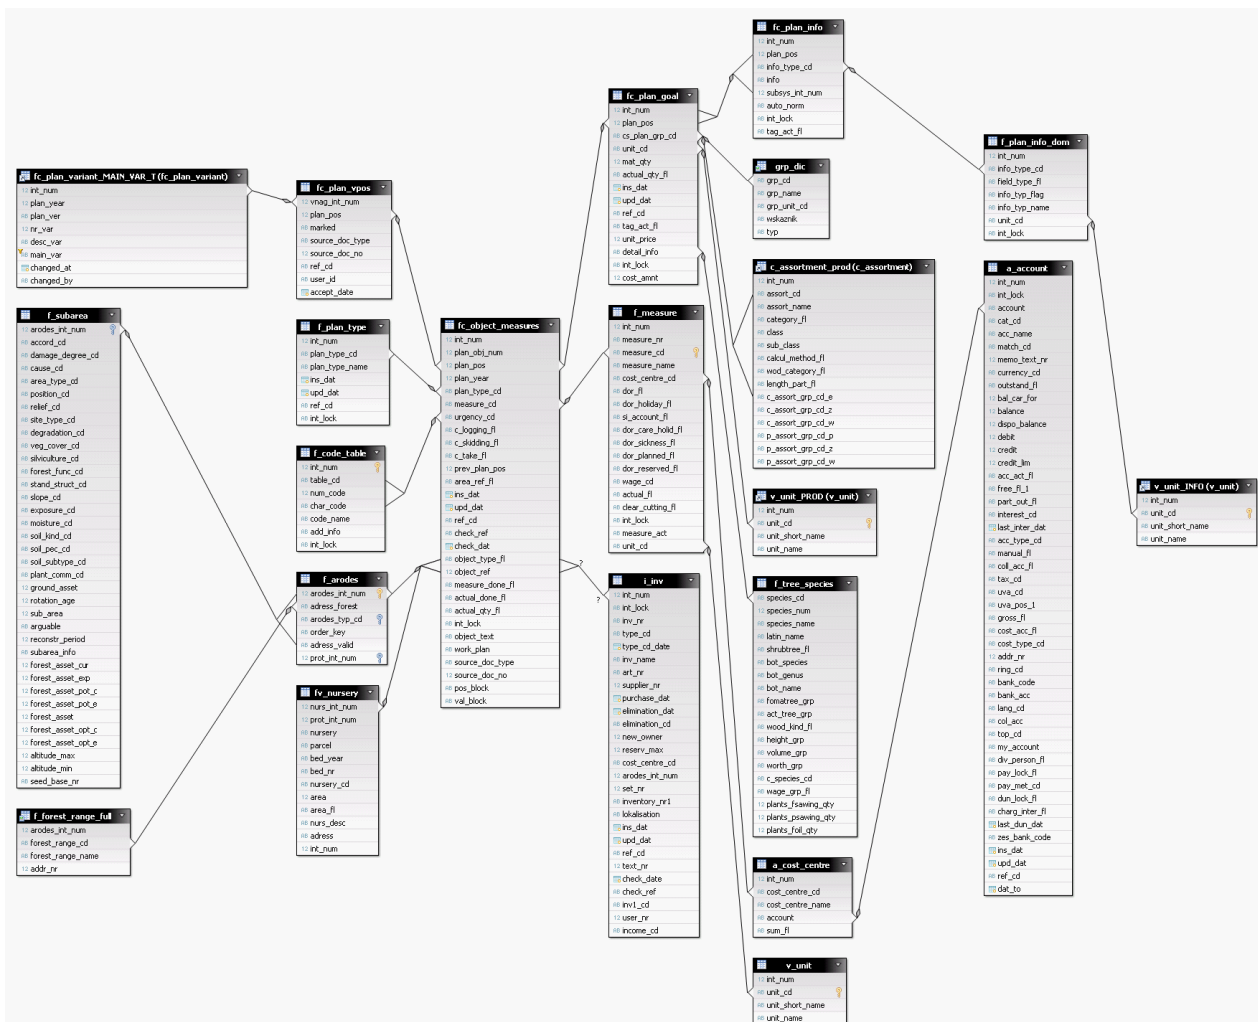 fc_plan_variant_MAIN_VAR_T (fc_plan_variant)
int_num
plan_year
plan_ver
nr_var
desc_var
main_var
changed_at
changed_by
f_subarea
arodes_int_num
accord_cd
damage_degree_cd
cause_cd
area_type_cd
position_cd
relief_cd
site_type_cd
degradation_cd
veg_cover_cd
silviculture_cd
forest_func_cd
stand_struct_cd
slope_cd
exposure_cd
moisture_cd
soil_kind_cd
soil_pec_cd
soil_subtype_cd
plant_comm_cd
ground_asset
rotation_age
sub_area
arguable
reconstr_period
subarea_info
forest_asset_cur
forest_asset_exp
forest_asset_pot_c
forest_asset_pot_e
forest_asset
forest_asset_opt_c
forest_asset_opt_e
altitude_max
altitude_min
seed_base_nr
f_forest_range_full
arodes_int_num
forest_range_cd
forest_range_name
addr_nr
fc_plan_vpos
vnag_int_num
plan_pos
marked
source_doc_type
source_doc_no
ref_cd
user_id
accept_date
f_plan_type
int_num
plan_type_cd
plan_type_name
ins_dat
upd_dat
ref_cd
int_lock
f_code_table
int_num
table_cd
num_code
char_code
code_name
add_info
int_lock
f_arodes
arodes_int_num
adress_forest
arodes_typ_cd
order_key
adress_valid
prot_int_num
fv_nursery
nurs_int_num
prot_int_num
nursery
parcel
bed_year
bed_nr
nursery_cd
area
area_fl
nurs_desc
adress
int_num
fc_object_measures
int_num
plan_obj_num
plan_pos
plan_year
plan_type_cd
measure_cd
urgency_cd
c_logging_fl
c_skidding_fl
c_take_fl
prev_plan_pos
area_ref_fl
ins_dat
upd_dat
ref_cd
check_ref
check_dat
object_type_fl
object_ref
measure_done_fl
actual_done_fl
actual_qty_fl
int_lock
object_text
work_plan
source_doc_type
source_doc_no
pos_block
val_block
?
?
fc_plan_goal
int_num
plan_pos
cs_plan_grp_cd
unit_cd
mat_qty
actual_qty_fl
ins_dat
upd_dat
ref_cd
tag_act_fl
unit_price
detail_info
int_lock
cost_amnt
f_measure
int_num
measure_nr
measure_cd
measure_name
cost_centre_cd
dor_fl
dor_holiday_fl
si_account_fl
dor_care_holid_fl
dor_sickness_fl
dor_planned_fl
dor_reserved_fl
wage_cd
actual_fl
clear_cutting_fl
int_lock
measure_act
unit_cd
i_inv
int_num
int_lock
inv_nr
type_cd
type_cd_date
inv_name
art_nr
supplier_nr
purchase_dat
elimination_dat
elimination_cd
new_owner
reserv_max
cost_centre_cd
arodes_int_num
set_nr
inventory_nr1
lokalisation
ins_dat
upd_dat
ref_cd
text_nr
check_date
check_ref
inv1_cd
user_nr
income_cd
fc_plan_info
int_num
plan_pos
info_type_cd
info
subsys_int_num
auto_norm
int_lock
tag_act_fl
grp_dic
grp_cd
grp_name
grp_unit_cd
wskaznik
typ
c_assortment_prod (c_assortment)
int_num
assort_cd
assort_name
category_fl
class
sub_class
calcul_method_fl
wod_category_fl
length_part_fl
c_assort_grp_cd_e
c_assort_grp_cd_z
c_assort_grp_cd_w
p_assort_grp_cd_p
p_assort_grp_cd_z
p_assort_grp_cd_w
v_unit_PROD (v_unit)
int_num
unit_cd
unit_short_name
unit_name
f_tree_species
species_cd
species_num
species_name
latin_name
shrubtree_fl
bot_species
bot_genus
bot_name
fomatree_grp
act_tree_grp
wood_kind_fl
height_grp
volume_grp
worth_grp
c_species_cd
wage_grp_fl
plants_fsawing_qty
plants_psawing_qty
plants_foil_qty
a_cost_centre
int_num
cost_centre_cd
cost_centre_name
account
sum_fl
v_unit
int_num
unit_cd
unit_short_name
unit_name
f_plan_info_dom
int_num
info_type_cd
field_type_fl
info_typ_flag
info_typ_name
unit_cd
int_lock
a_account
int_num
int_lock
account
cat_cd
acc_name
match_cd
memo_text_nr
currency_cd
outstand_fl
bal_car_for
balance
dispo_balance
debit
credit
credit_lim
acc_act_fl
free_fl_1
part_out_fl
interest_cd
last_inter_dat
acc_type_cd
manual_fl
coll_acc_fl
tax_cd
uva_cd
uva_pos_1
gross_fl
cost_acc_fl
cost_type_cd
addr_nr
ring_cd
bank_code
bank_acc
lang_cd
col_acc
top_cd
my_account
div_person_fl
pay_lock_fl
pay_met_cd
dun_lock_fl
charg_inter_fl
last_dun_dat
zes_bank_code
ins_dat
upd_dat
ref_cd
dat_to
v_unit_INFO (v_unit)
int_num
unit_cd
unit_short_name
unit_name